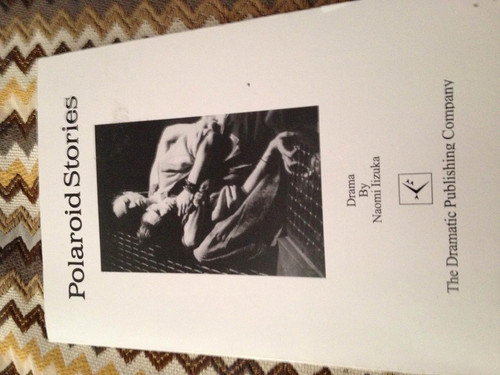 Polaroid Stories
Drama
By
Naomi Iizuka
The Dramatic Publishing Company